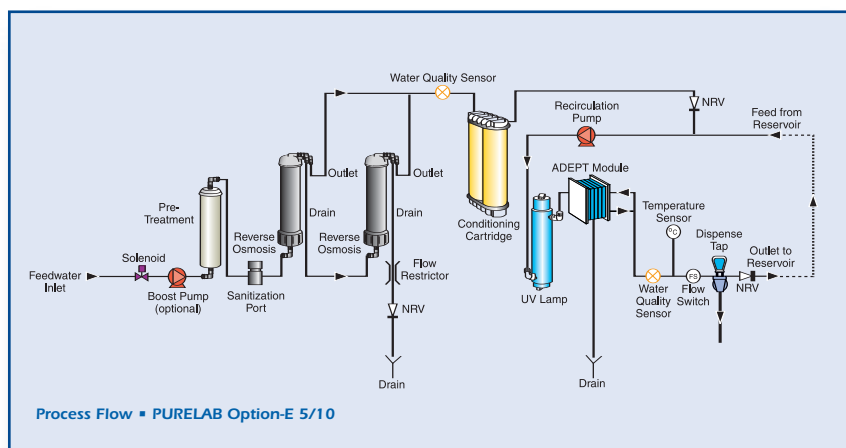 Water Quality Sensor
NRV
Recirculation
Pump
Feed from
Reservoir
Outlet
Outlet
ADEPT Module
Pre-
Treatment
Drain
Drain
Conditioning
Cartridge
Temperature
Sensor
°C
Dispense
Tap
Reverse
Osmosis
Reverse
Osmosis
Solenoid
Flow
Restrictor
Outlet to
Reservoir
Feedwater
Inlet
Boost Pump
(optional)
Sanitization
Port
UV Lamp
Water
Quality
Sensor
FS
Flow
Switch
NRV
NRV
Drain
Drain
Process Flow ▪ PURELAB Option-E 5/10